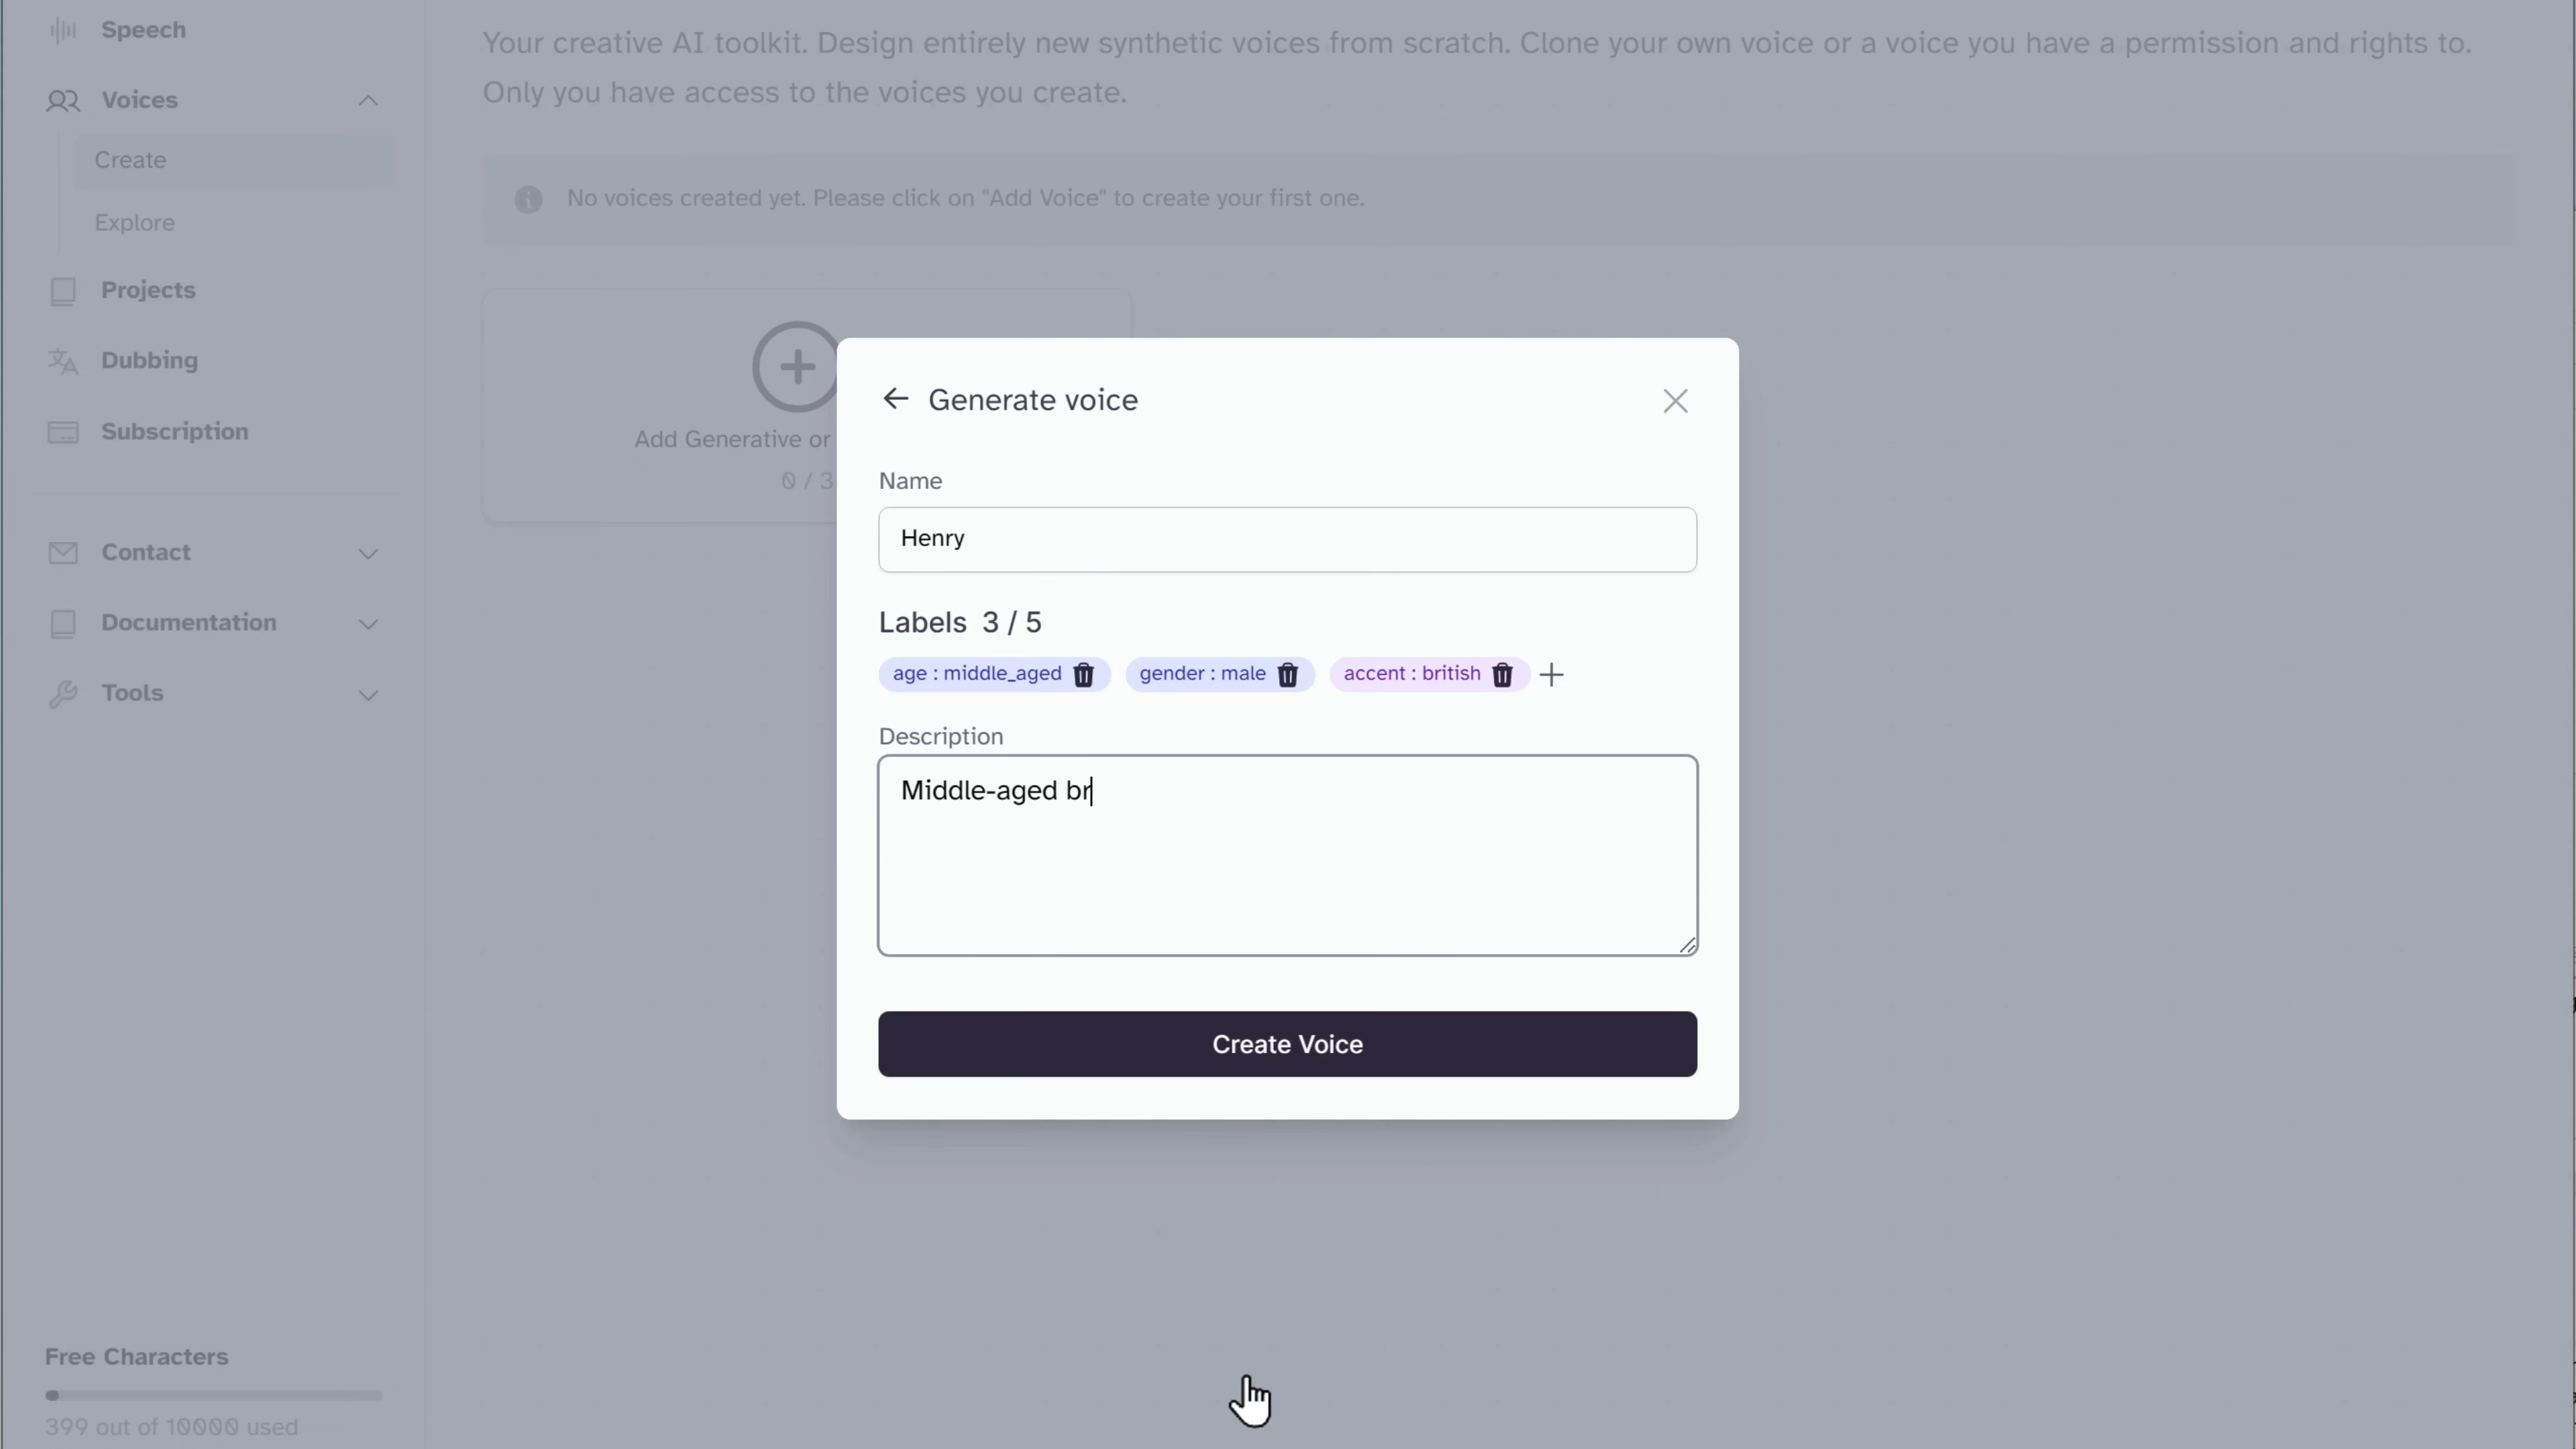 Speech
Voices
Create
Explore
Projects
Dubbing
Subscription
Contact
Documentation
Tools
Free Characters
399 out of 10000 used
Your creative AI toolkit. Design entirely new synthetic voices from scratch. Clone your own voice or a voice you have a permission and rights to.
Only you have access to the voices you create.
No voices created yet. Please click on "Add Voice" to create your first one.
Add Generative or
0 / 3
Generate voice
Name
Henry
Labels 3 / 5
age : middle_aged gender : male accent : british
Description
Middle-aged br
Create Voice